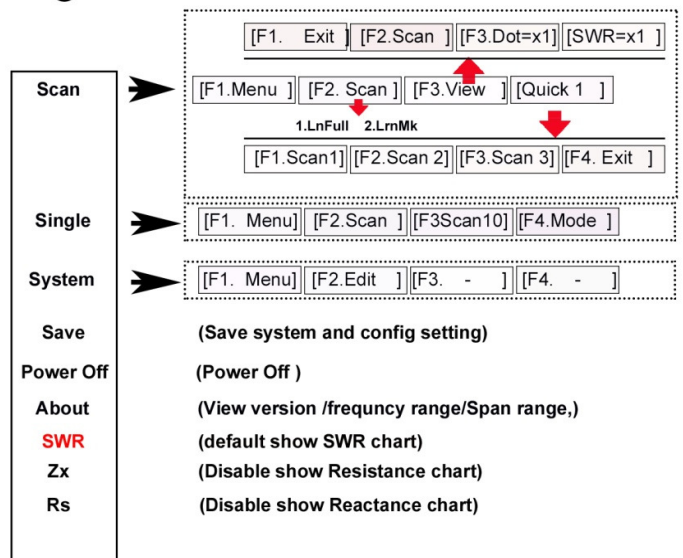 [F1. Exit ] [F2.Scan ] [F3.Dot=x1] [SWR=x1 ]
Scan [F1.Menu ] [F2. Scan ] [F3.View ] [Quick 1 ]
1.LnFull 2.LrnMk
[F1.Scan1] [F2.Scan 2] [F3.Scan 3] [F4. Exit ]
Single [F1. Menu] [F2.Scan ] [F3Scan10] [F4.Mode ]
System [F1. Menu] [F2.Edit ] [F3. - ] [F4. - ]
Save (Save system and config setting)
Power Off (Power Off )
About (View version /frequncy range/Span range,)
SWR (default show SWR chart)
Zx (Disable show Resistance chart)
Rs (Disable show Reactance chart)